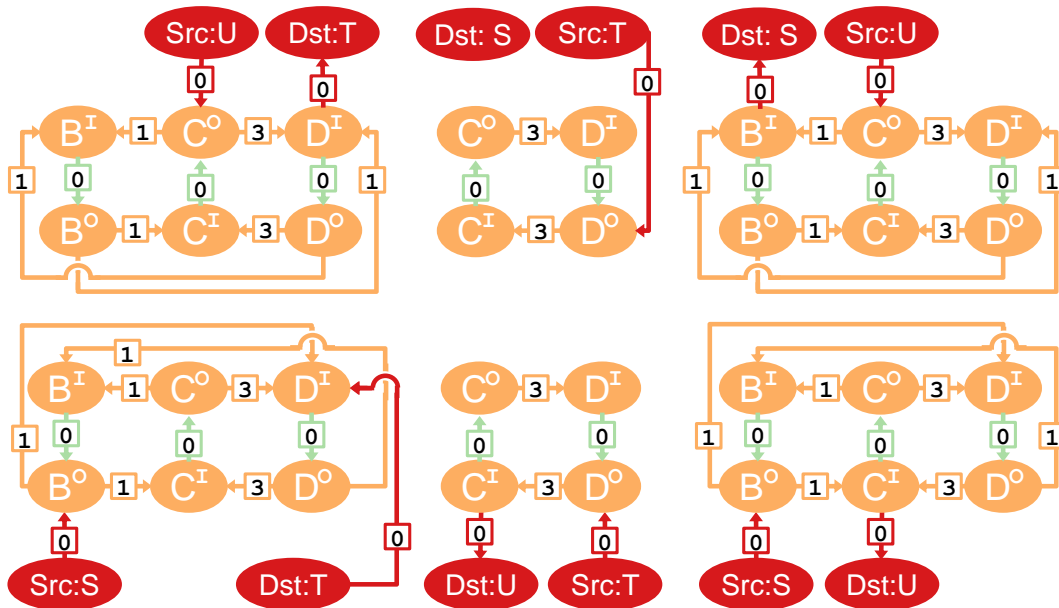 Src:U Dst:T Dst: S Src:T Dst: S Src:U
0 0 0 0 0
B^I 1 C^O 3 D^I C^O 3 D^I B^I 1 C^O 3 D^I
1 0 0 0 1 0 0 1 0 0 0 1
B^O 1 C^I 3 D^O C^I 3 D^O B^O 1 C^I 3 D^O
1
B^I 1 C^O 3 D^I C^O 3 D^I B^I 1 C^O 3 D^I
1 0 0 0 0 0 1 0 0 0 1
B^O 1 C^I 3 D^O C^I 3 D^O B^O 1 C^I 3 D^O
0 0 0 0 0 0
Src:S Dst:T Dst:U Src:T Src:S Dst:U